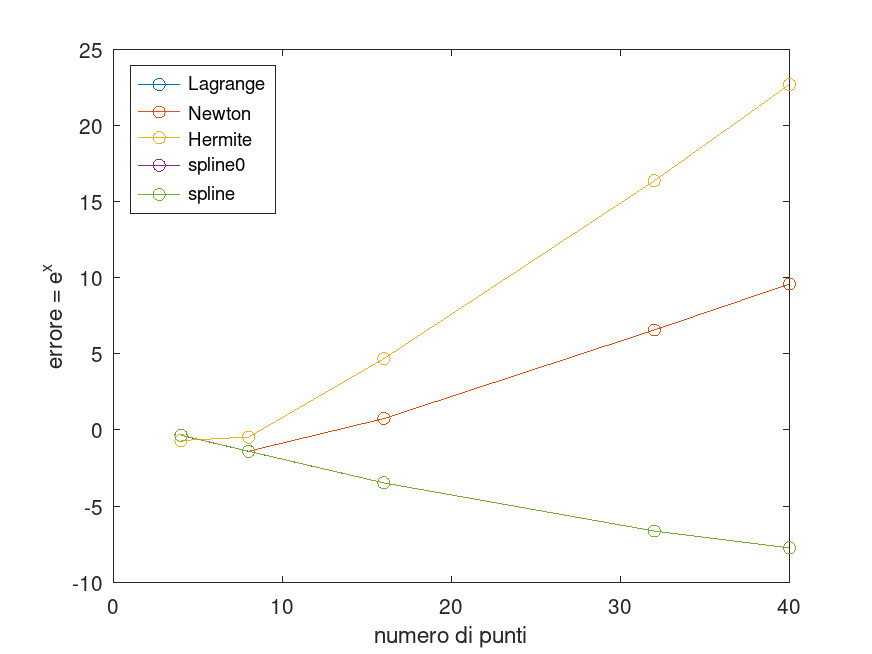 25
20
15
10
5
0
-5
-10
errore = e^x
Lagrange
Newton
Hermite
spline0
spline
0 10 20 30 40
numero di punti